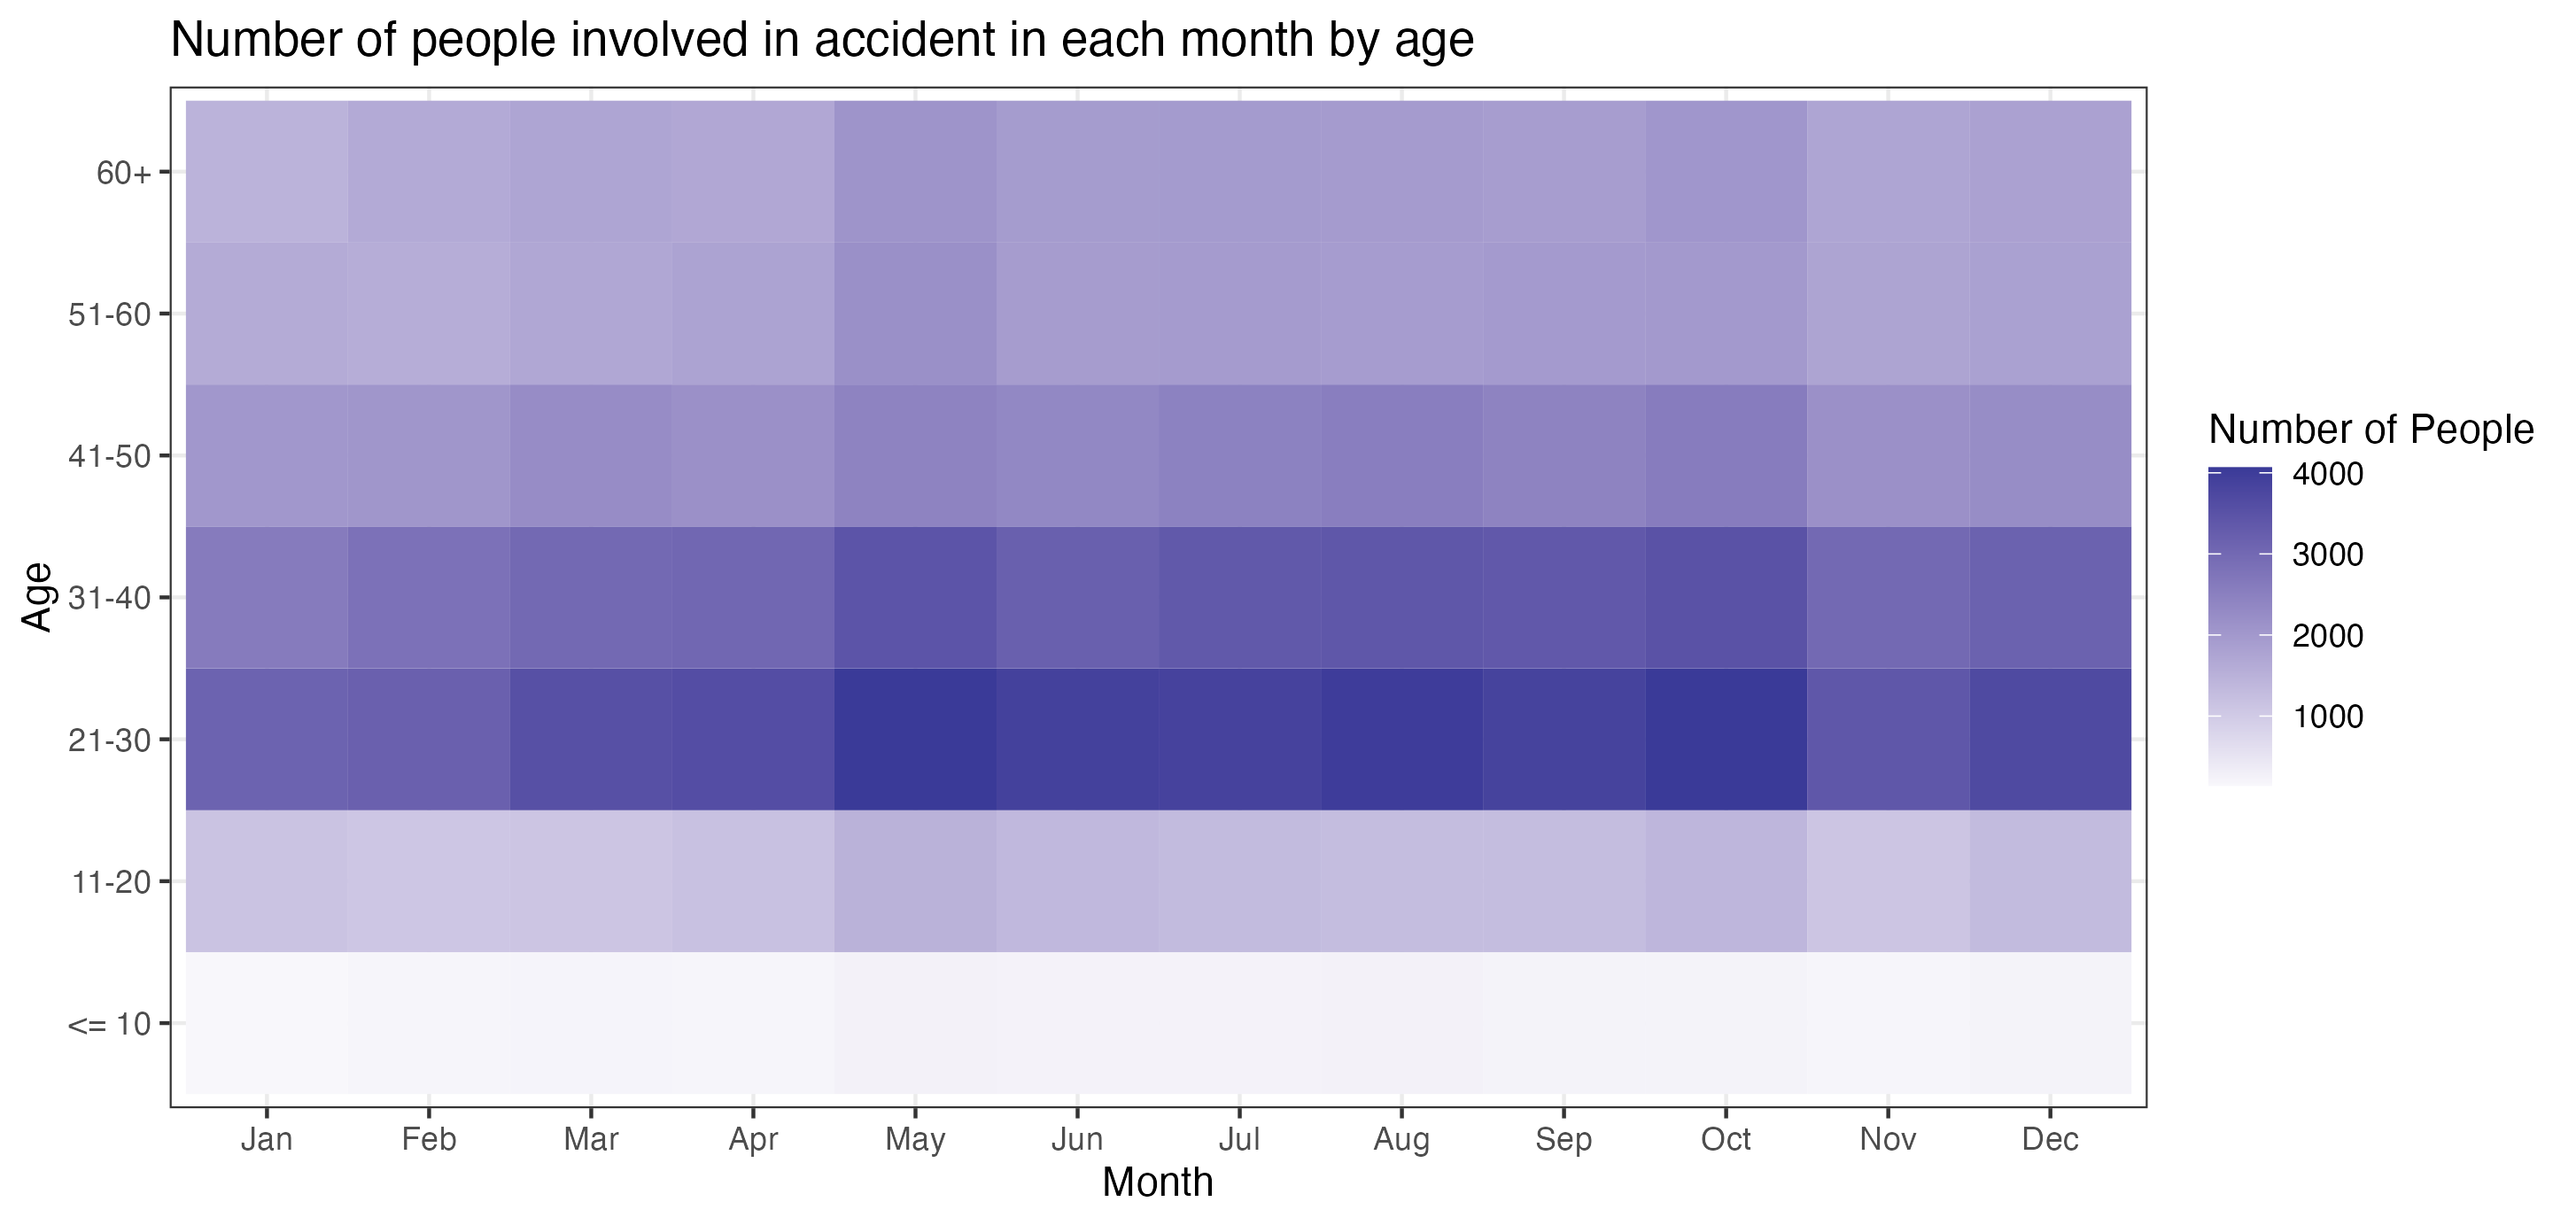 Number of people involved in accident in each month by age
Age
60+
51-60
41-50
31-40
21-30
11-20
<= 10
Jan Feb Mar Apr May Jun Jul Aug Sep Oct Nov Dec
Month
Number of People
4000
3000
2000
1000